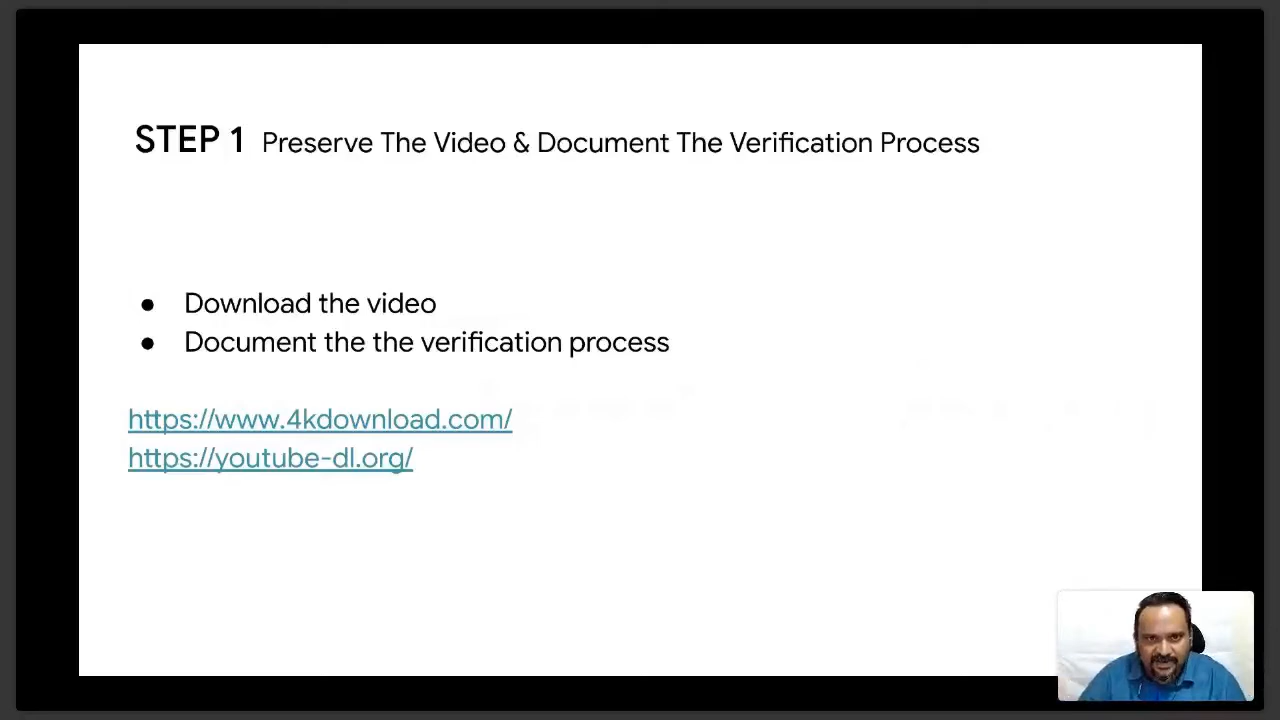 STEP 1 Preserve The Video & Document The Verification Process
● Download the video
● Document the the verification process
https://www.4kdownload.com/
https://youtube-dl.org/